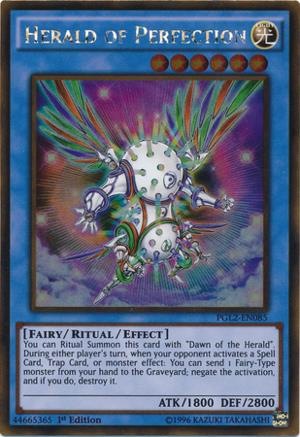 HERALD OF PERFECTION
光
PGL2-EN085
[FAIRY/RITUAL/EFFECT]
You can Ritual Summon this card with "Dawn of the Herald".
During either player's turn, when your opponent activates a Spell
Card, Trap Card, or monster effect: You can send 1 Fairy-Type
monster from your hand to the Graveyard; negate the activation,
and if you do, destroy it.
ATK/1800 DEF/2800
44665365 1st Edition ©1996 KAZUKI TAKAHASHI